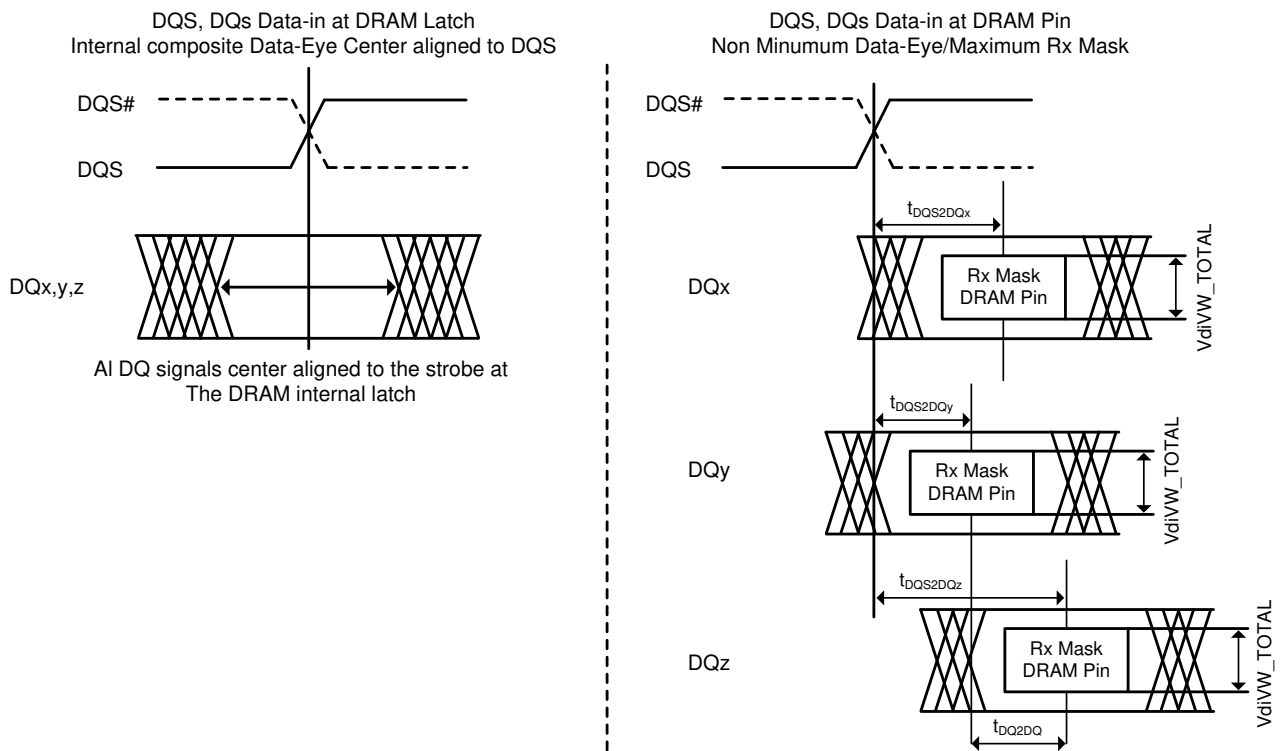 DQS, DQs Data-in at DRAM Latch
Internal composite Data-Eye Center aligned to DQS
DQS#
DQS
DQx,y,z
Al DQ signals center aligned to the strobe at
The DRAM internal latch
DQS, DQs Data-in at DRAM Pin
Non Minumum Data-Eye/Maximum Rx Mask
DQS#
DQS
tDQS2DQx
DQx
Rx Mask
DRAM Pin
VdiVW_TOTAL
tDQS2DQy
DQy
Rx Mask
DRAM Pin
VdiVW_TOTAL
tDQS2DQz
DQz
Rx Mask
DRAM Pin
VdiVW_TOTAL
tDQ2DQ